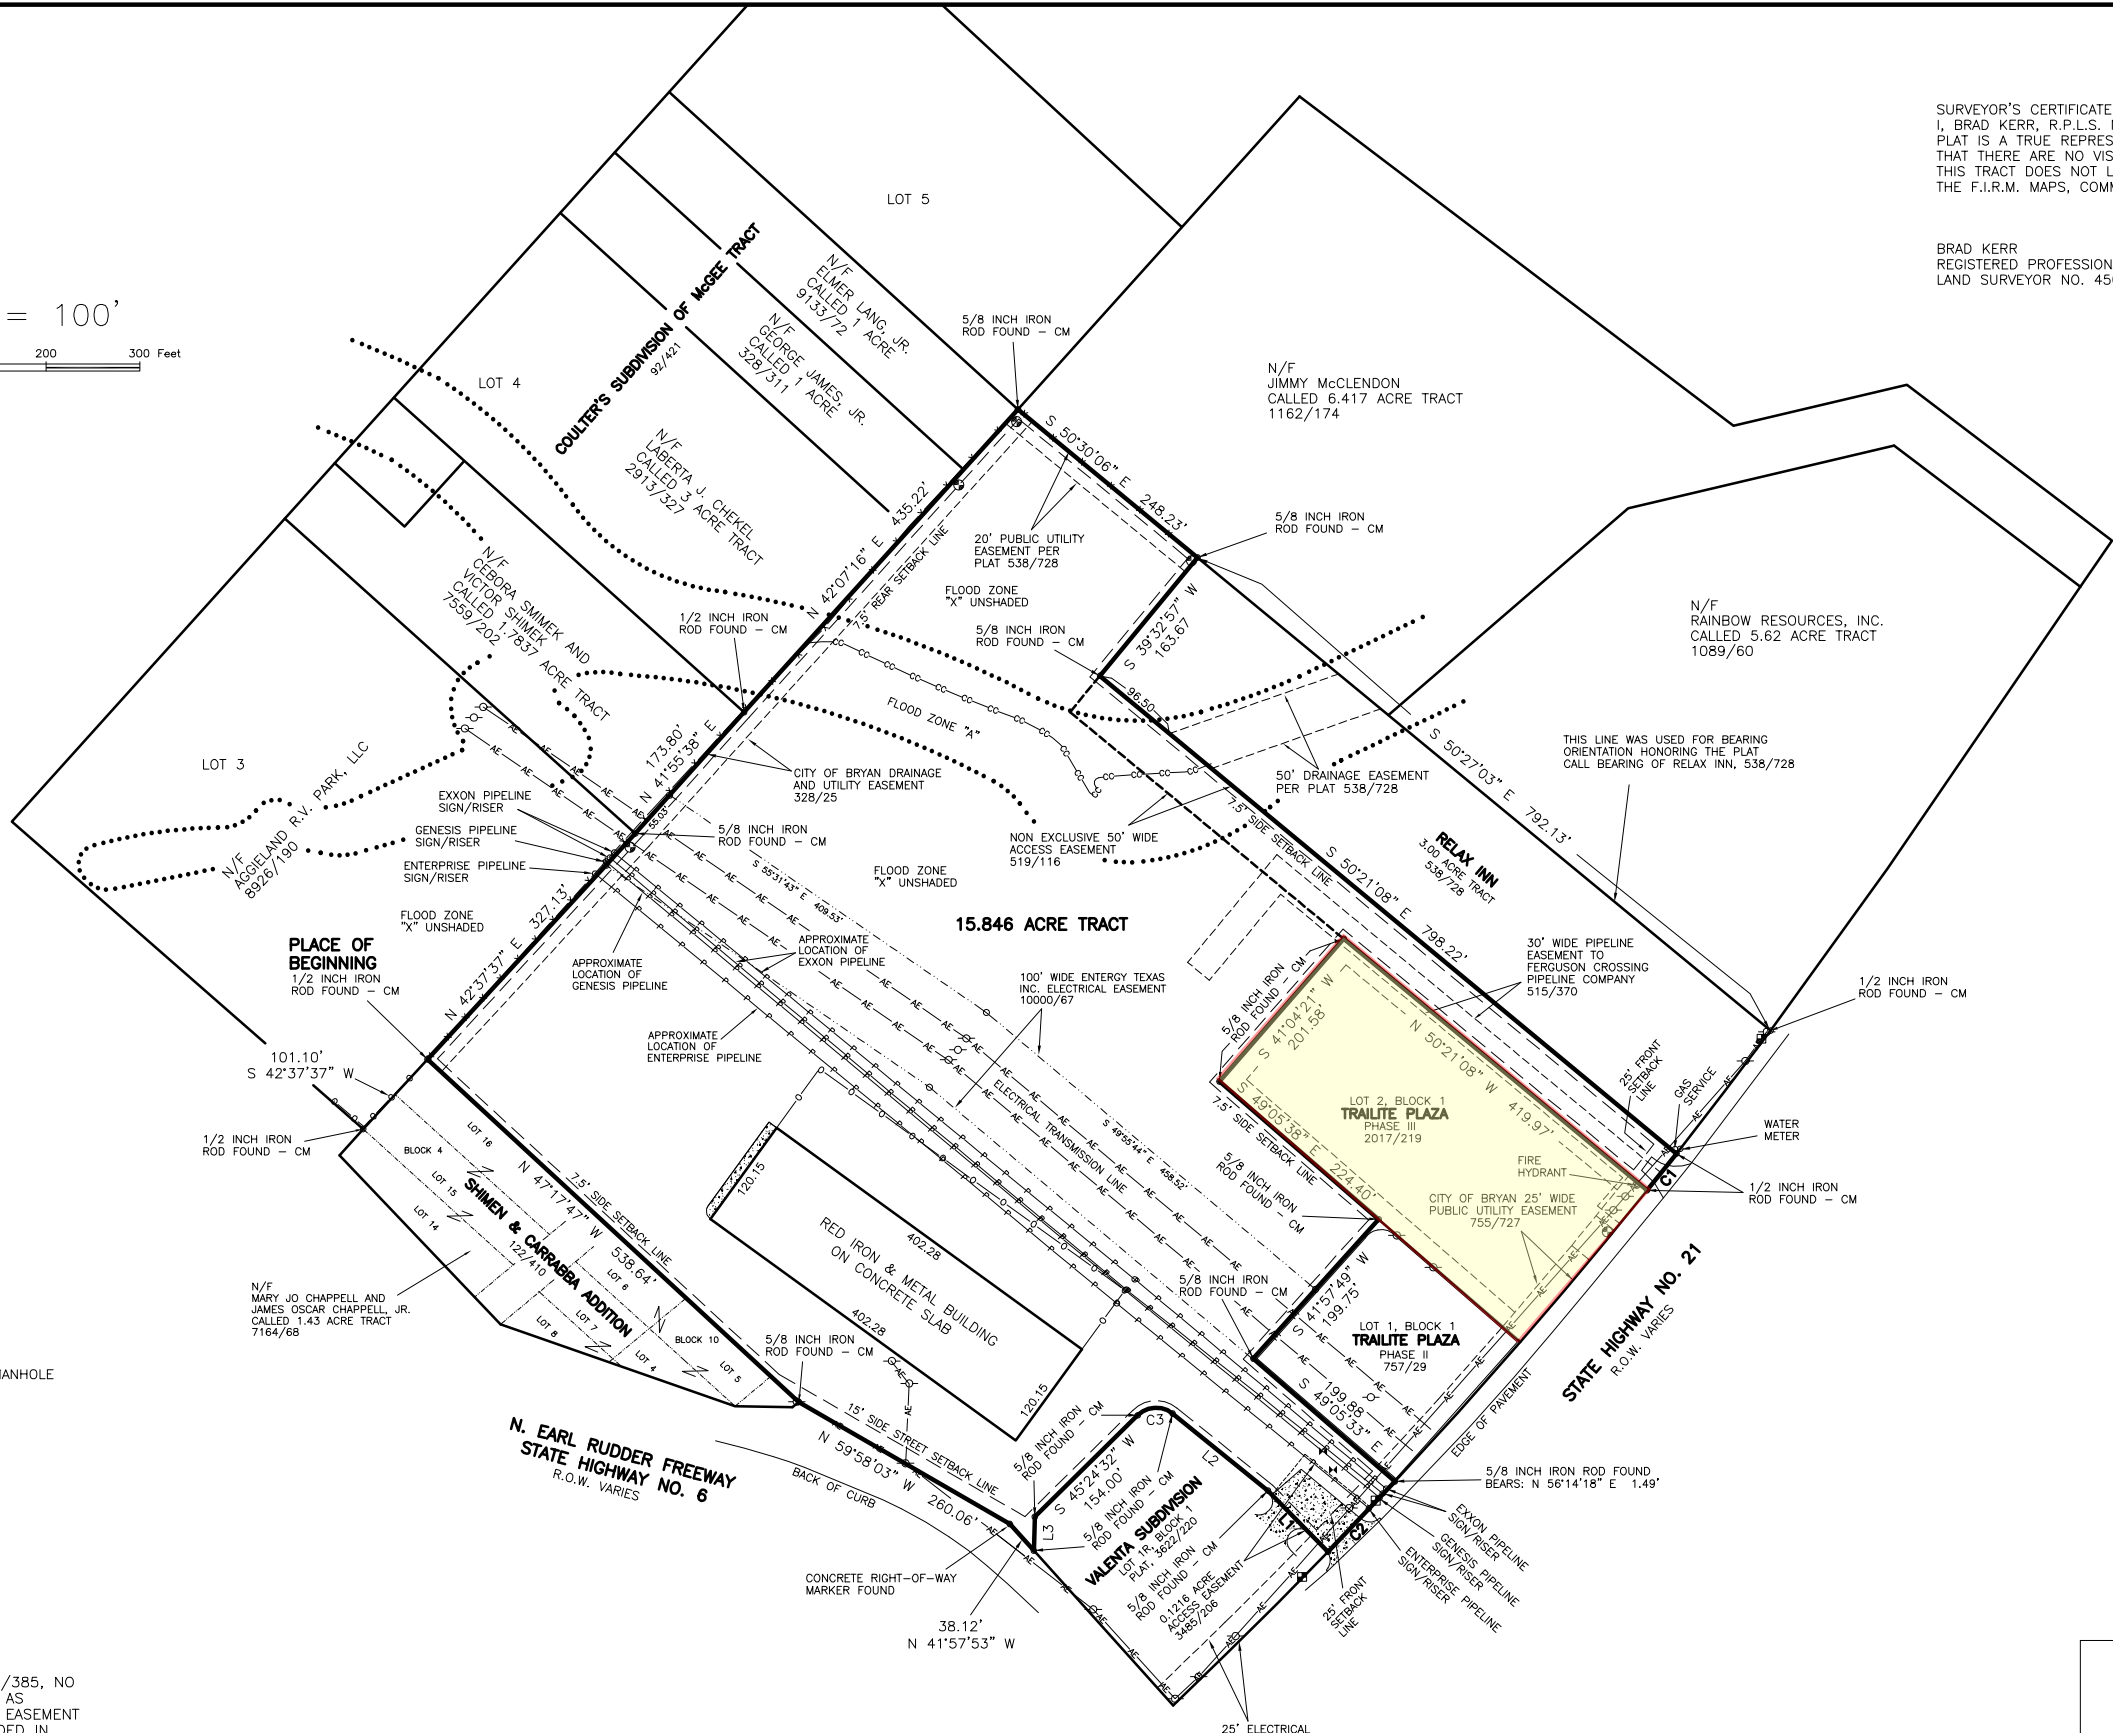 SURVEYOR'S CERTIFICATE
I, BRAD KERR, R.P.L.S.
PLAT IS A TRUE
THAT THERE ARE NO
THIS TRACT DOES NOT
THE F.I.R.M. MAPS,
BRAD KERR
REGISTERED
LAND SURVEYOR NO.
= 100'
200
300 Feet
LOT 5
COULTER'S SUBDIVISION OF McGEE TRACT
92/421
N/F
ELMER LANG, JR.
CALLED 1 ACRE
9133/72
N/F
GEORGE JAMES, JR.
CALLED 1 ACRE
328/311
LOT 4
N/F
LABERTA J. CHEKEL
CALLED 3 ACRE TRACT
2913/327
5/8 INCH IRON
ROD FOUND – CM
S 50°30'06" E 248.23'
N/F
JIMMY McCLENDON
CALLED 6.417 ACRE TRACT
1162/174
N 42°07'16" E 435.22'
7.5' REAR SETBACK LINE
20' PUBLIC UTILITY
EASEMENT PER
PLAT 538/728
FLOOD ZONE
"X" UNSHADED
5/8 INCH IRON
ROD FOUND – CM
5/8 INCH IRON
ROD FOUND – CM
S 39°32'57" W
163.67
96.50
N/F
RAINBOW RESOURCES, INC.
CALLED 5.62 ACRE TRACT
1089/60
N/F
CEBORA SMIMEK AND
VICTOR SHIMEK
CALLED 1.7837 ACRE TRACT
7559/202
1/2 INCH IRON
ROD FOUND – CM
FLOOD ZONE "A"
LOT 3
N/F
AGGIELAND R.V. PARK, LLC
8926/190
173.80'
N 41°55'38" E
55.03'
CITY OF BRYAN DRAINAGE
AND UTILITY EASEMENT
328/25
EXXON PIPELINE
SIGN/RISER
GENESIS PIPELINE
SIGN/RISER
ENTERPRISE PIPELINE
SIGN/RISER
5/8 INCH IRON
ROD FOUND – CM
50' DRAINAGE EASEMENT
PER PLAT 538/728
S 50°27'03" E 792.13'
THIS LINE WAS USED FOR BEARING
ORIENTATION HONORING THE PLAT
CALL BEARING OF RELAX INN, 538/728
NON EXCLUSIVE 50' WIDE
ACCESS EASEMENT
519/116
7.5' SIDE SETBACK LINE
RELAX INN
3.00 ACRE TRACT
538/728
S 50°21'08" E 798.22'
FLOOD ZONE
"X" UNSHADED
S 55°31'43" E 409.53'
15.846 ACRE TRACT
FLOOD ZONE
"X" UNSHADED
N 42°37'37" E 327.13'
PLACE OF
BEGINNING
1/2 INCH IRON
ROD FOUND – CM
APPROXIMATE
LOCATION OF
GENESIS PIPELINE
APPROXIMATE
LOCATION OF
EXXON PIPELINE
APPROXIMATE
LOCATION OF
ENTERPRISE PIPELINE
100' WIDE ENTERGY TEXAS
INC. ELECTRICAL EASEMENT
10000/67
30' WIDE PIPELINE
EASEMENT TO
FERGUSON CROSSING
PIPELINE COMPANY
515/370
1/2 INCH IRON
ROD FOUND – CM
5/8 INCH IRON
ROD FOUND – CM
S 41°04'21" W
201.58'
N 50°21'08" W 419.97'
25' FRONT
SETBACK
LINE
GAS
SERVICE
WATER
METER
LOT 2, BLOCK 1
TRAILITE PLAZA
PHASE III
2017/219
S 49°05'38" E 224.40'
7.5' SIDE SETBACK LINE
FIRE
HYDRANT
CITY OF BRYAN 25' WIDE
PUBLIC UTILITY EASEMENT
755/727
C1
1/2 INCH IRON
ROD FOUND – CM
101.10'
S 42°37'37" W
1/2 INCH IRON
ROD FOUND – CM
ELECTRICAL TRANSMISSION LINE
S 49°55'44" E 458.52'
5/8 INCH IRON
ROD FOUND – CM
BLOCK 4
LOT 16
LOT 15
LOT 14
SHIMEN & CARRABBA ADDITION
122/410
N 47°17'47" W 538.64'
7.5' SIDE SETBACK LINE
LOT 6
LOT 7
LOT 8
LOT 4
LOT 5
BLOCK 10
N/F
MARY JO CHAPPELL AND
JAMES OSCAR CHAPPELL, JR.
CALLED 1.43 ACRE TRACT
7164/68
120.15
402.28
RED IRON & METAL BUILDING
ON CONCRETE SLAB
402.28
120.15
5/8 INCH IRON
ROD FOUND – CM
5/8 INCH IRON
ROD FOUND – CM
S 41°57'49" W
199.75'
LOT 1, BLOCK 1
TRAILITE PLAZA
PHASE II
757/29
199.88
S 49°05'33" E
STATE HIGHWAY NO. 21
R.O.W. VARIES
EDGE OF PAVEMENT
5/8 INCH IRON ROD FOUND
BEARS: N 56°14'18" E 1.49'
N. EARL RUDDER FREEWAY
STATE HIGHWAY NO. 6
R.O.W. VARIES
15' SIDE STREET SETBACK LINE
N 59°58'03" W 260.06'
BACK OF CURB
5/8 INCH IRON
ROD FOUND – CM
C3
L2
S 45°24'32" W
154.00'
5/8 INCH IRON
ROD FOUND – CM
L3
VALENTA SUBDIVISION
LOT 1R, BLOCK 1
PLAT, 3622/220
5/8 INCH IRON
ROD FOUND – CM
0.1216 ACRE
ACCESS EASEMENT
3485/206
L1
C2
25' FRONT
SETBACK
LINE
EXXON PIPELINE
SIGN/RISER
GENESIS PIPELINE
SIGN/RISER
ENTERPRISE PIPELINE
SIGN/RISER
CONCRETE RIGHT-OF-WAY
MARKER FOUND
38.12'
N 41°57'53" W
25' ELECTRICAL
/385, NO
AS
EASEMENT